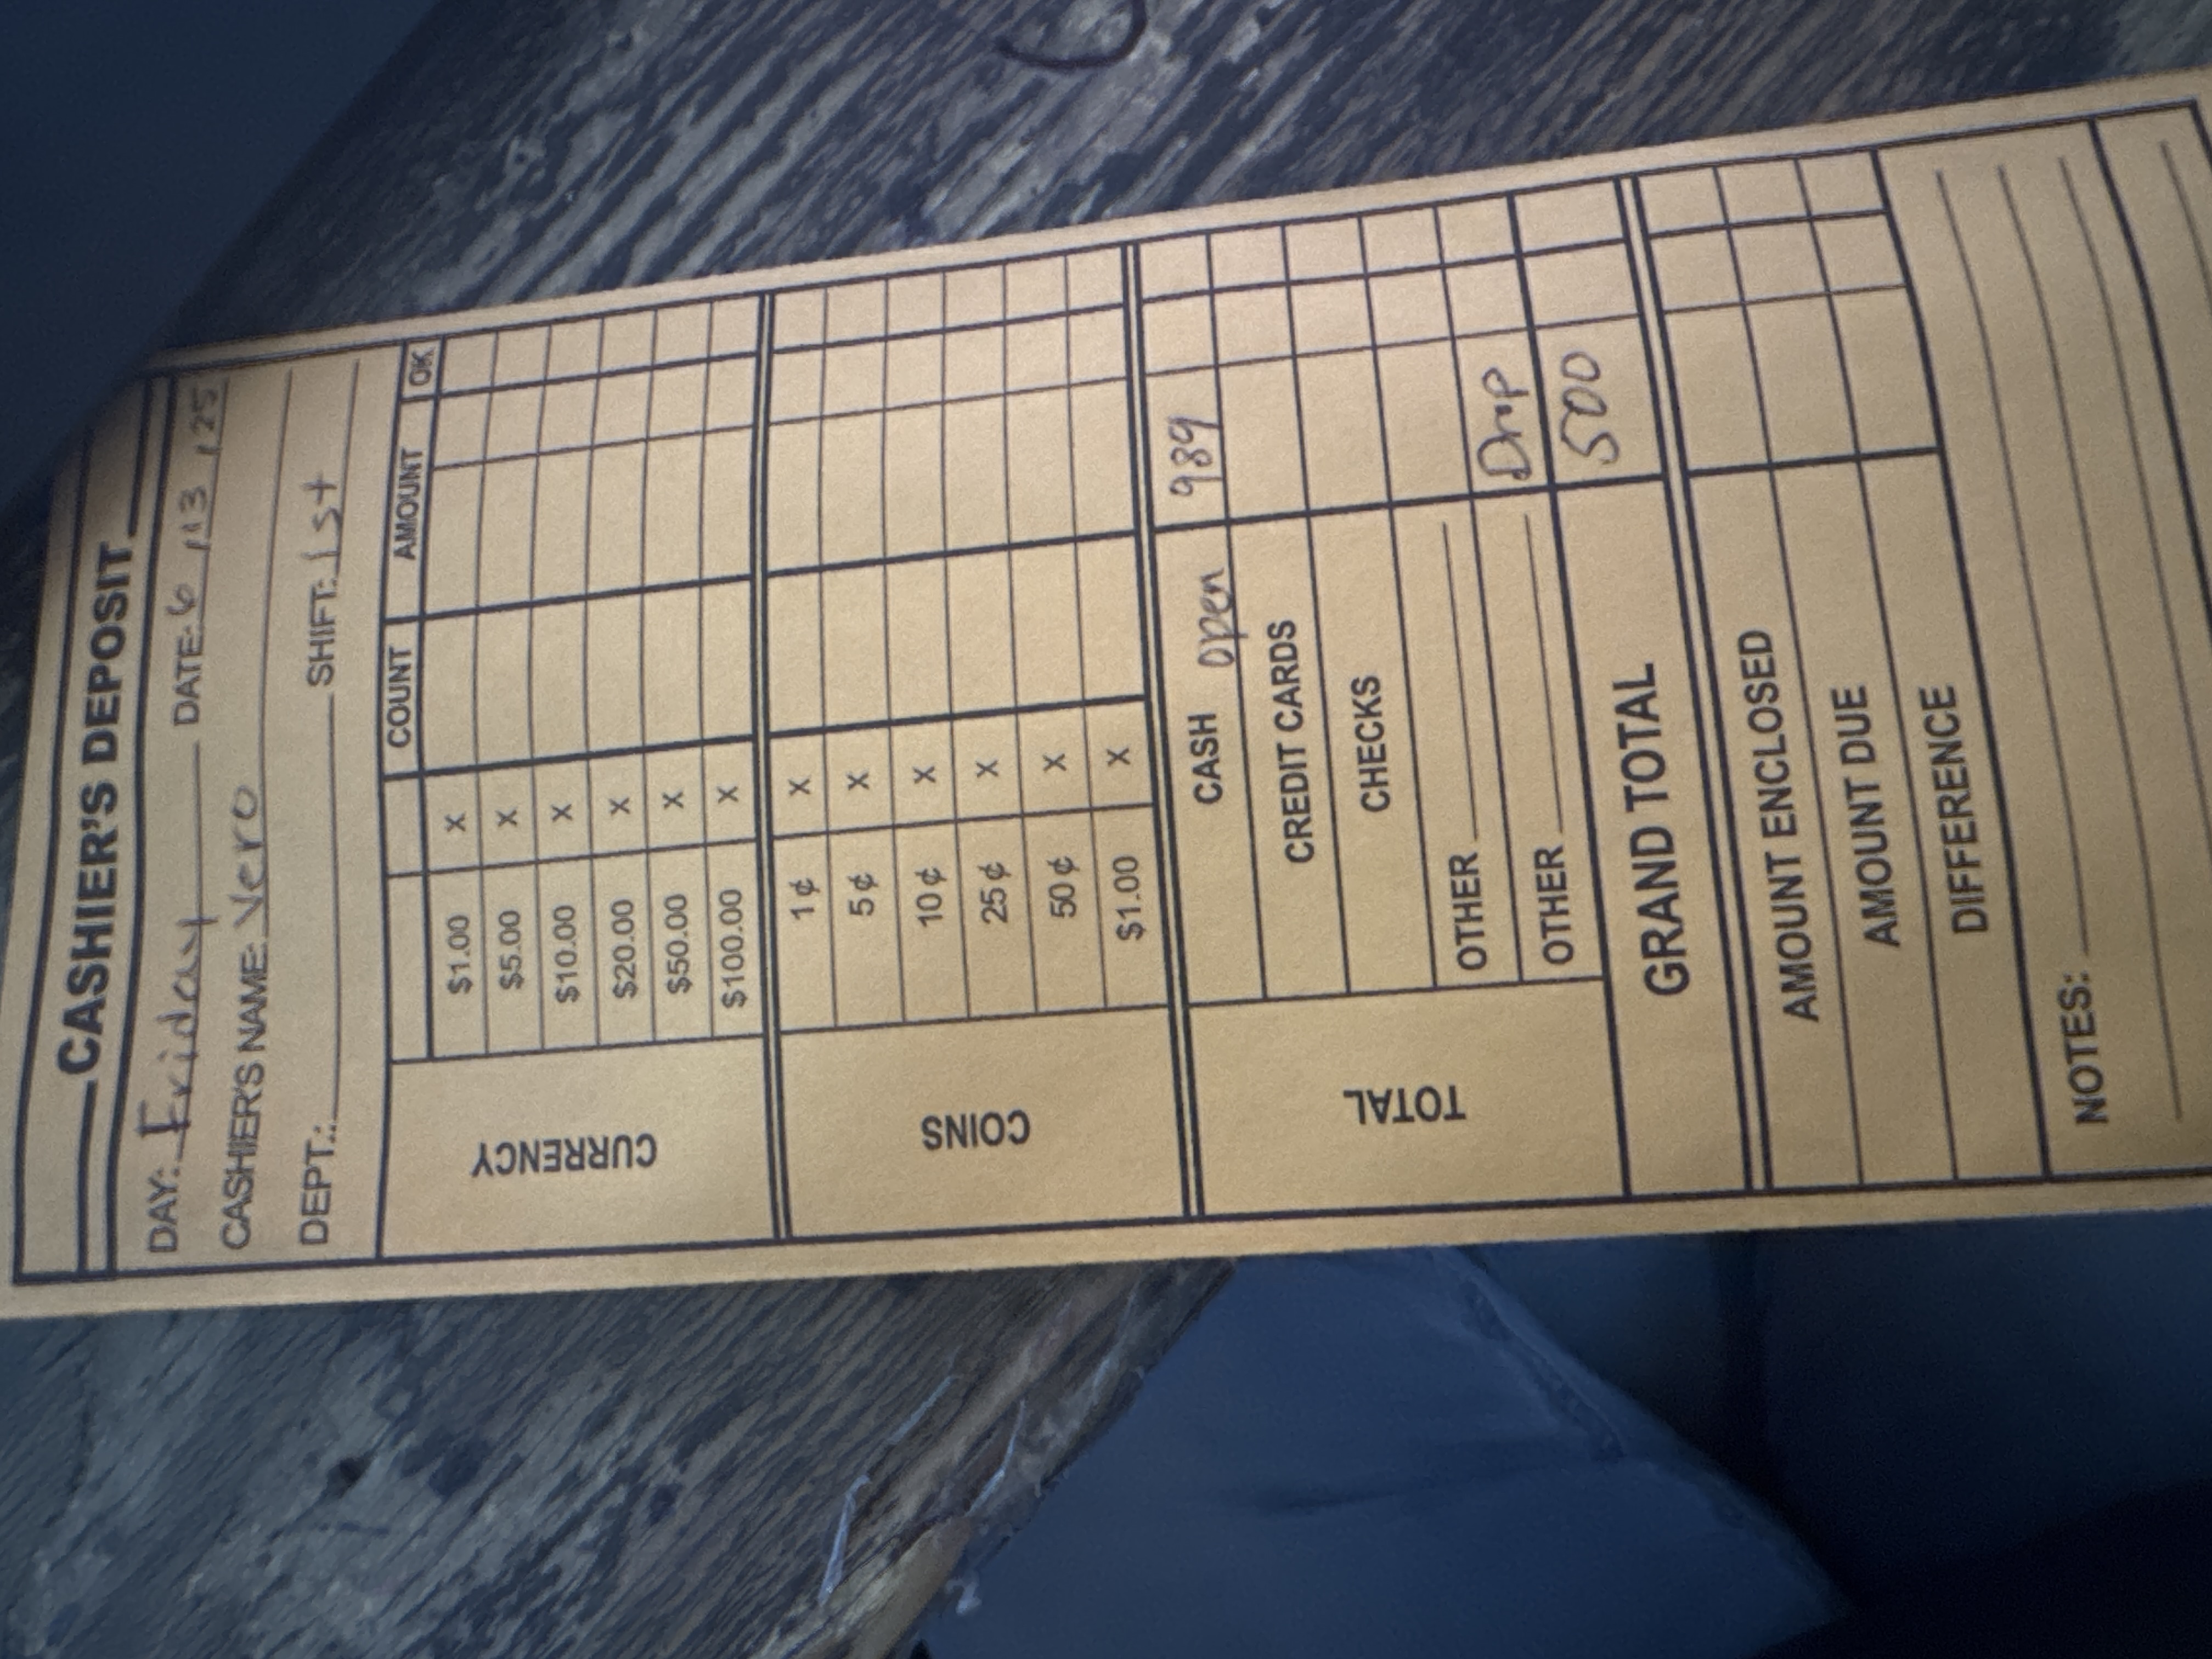 CASHIER'S DEPOSIT
DAY: Friday DATE: 6 / 13 / 25
CASHIER'S NAME: Vero
DEPT.: SHIFT: 1st
COUNT AMOUNT OK
CURRENCY
$1.00 X
$5.00 X
$10.00 X
$20.00 X
$50.00 X
$100.00 X
COINS
1¢ X
5¢ X
10¢ X
25¢ X
50¢ X
$1.00 X
TOTAL
CASH open 989
CREDIT CARDS
CHECKS
OTHER
OTHER Drop
GRAND TOTAL 500
AMOUNT ENCLOSED
AMOUNT DUE
DIFFERENCE
NOTES: